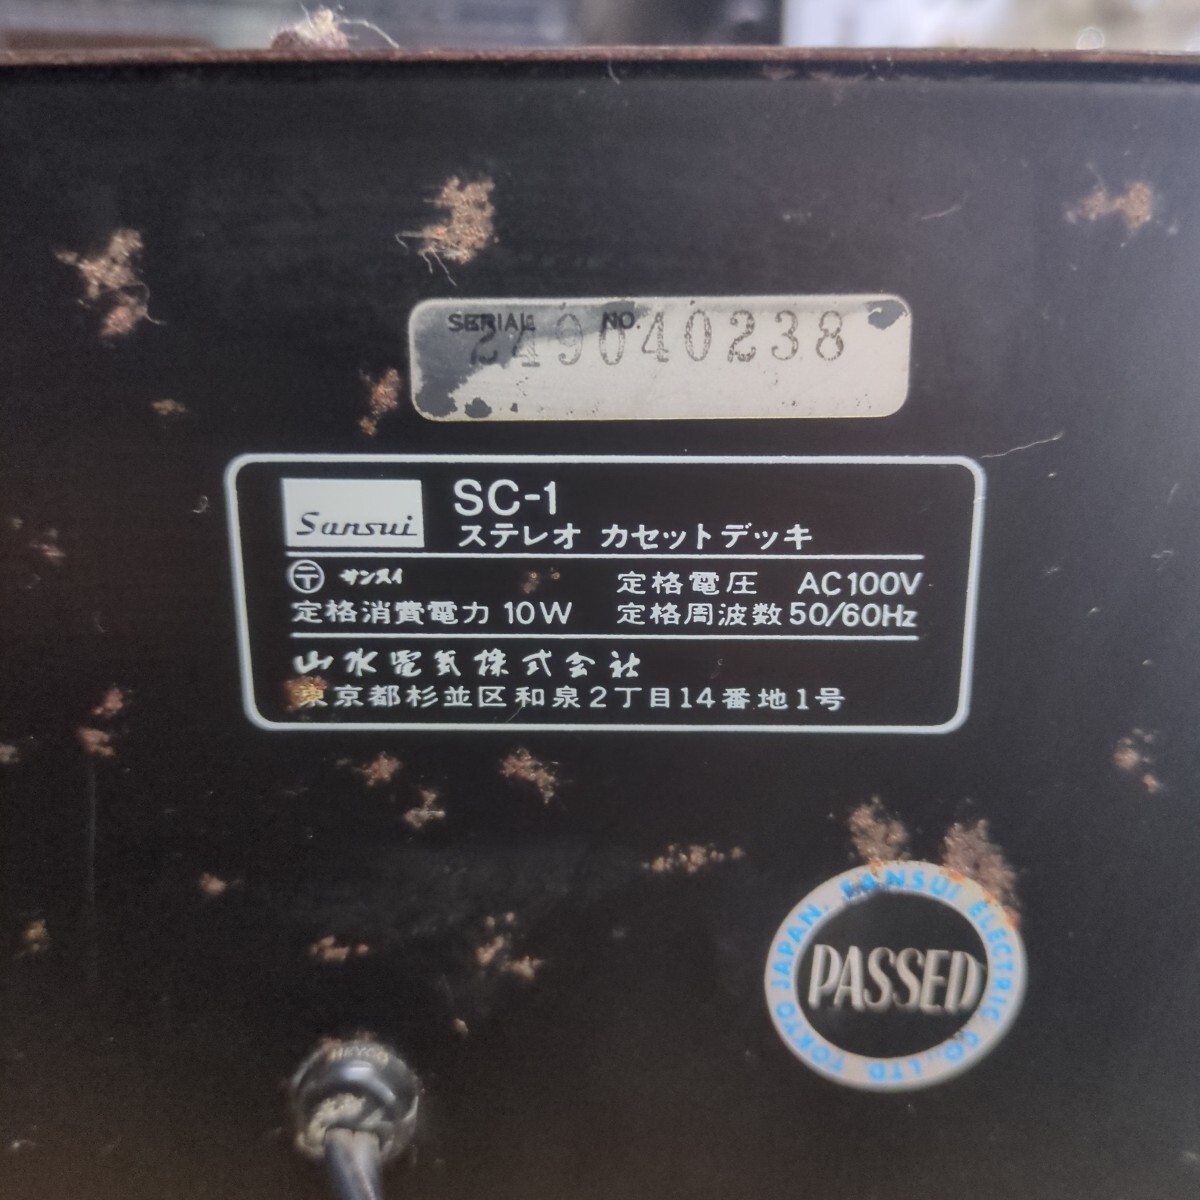 SERIAL NO.
249040238
Sansui
SC-1
ステレオ カセットデッキ
〒 サンスイ
定格電圧 AC100V
定格消費電力 10W
定格周波数 50/60Hz
山水電気株式会社
東京都杉並区和泉2丁目14番地1号
TOKYO JAPAN. SANSUI ELECTRIC CO., LTD.
PASSED
HEYCO